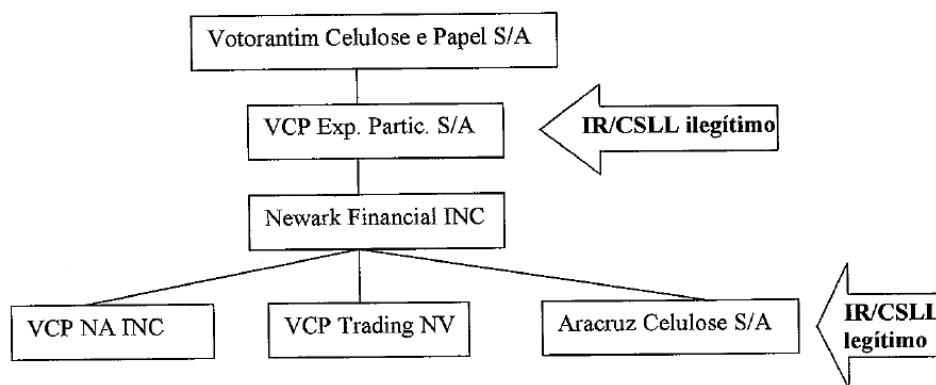 Votorantim Celulose e Papel S/A
VCP Exp. Partic. S/A
IR/CSLL ilegítimo
Newark Financial INC
VCP NA INC
VCP Trading NV
Aracruz Celulose S/A
IR/CSLL
legítimo